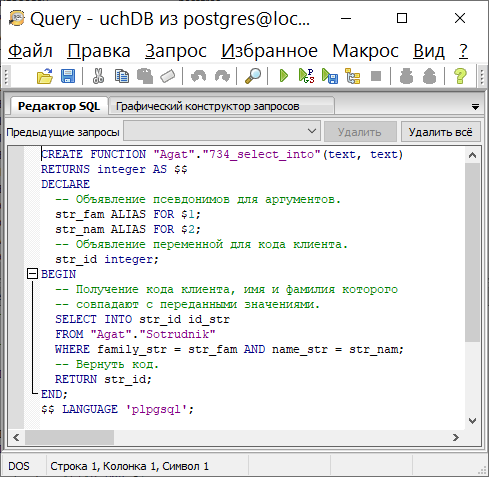 Query - uchDB из postgres@loc...
Файл Правка Запрос Избранное Макрос Вид ?
Редактор SQL Графический конструктор запросов
Предыдущие запросы Удалить Удалить всё
CREATE FUNCTION "Agat"."734_select_into"(text, text)
RETURNS integer AS $$
DECLARE
-- Объявление псевдонимов для аргументов.
str_fam ALIAS FOR $1;
str_nam ALIAS FOR $2;
-- Объявление переменной для кода клиента.
str_id integer;
BEGIN
-- Получение кода клиента, имя и фамилия которого
-- совпадают с переданными значениями.
SELECT INTO str_id id_str
FROM "Agat"."Sotrudnik"
WHERE family_str = str_fam AND name_str = str_nam;
-- Вернуть код.
RETURN str_id;
END;
$$ LANGUAGE 'plpgsql';
DOS Строка 1, Колонка 1, Символ 1